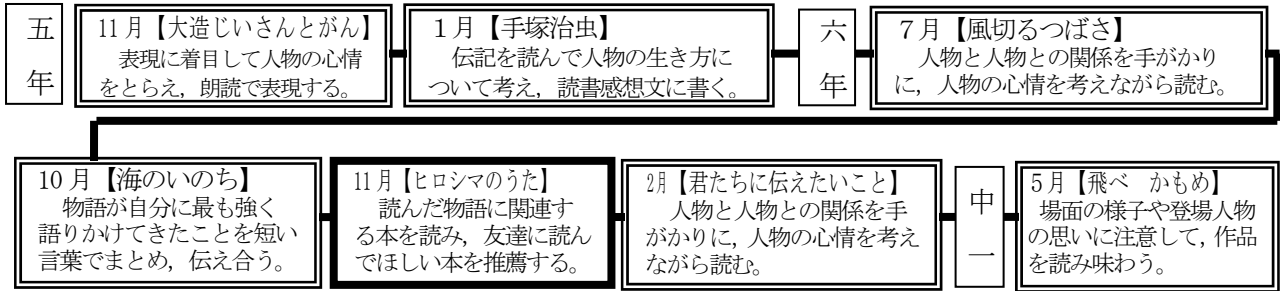 五年
11月【大造じいさんとがん】
表現に着目して人物の心情
をとらえ，朗読で表現する。
1月【手塚治虫】
伝記を読んで人物の生き方に
ついて考え，読書感想文に書く。
六年
7月【風切るつばさ】
人物と人物との関係を手がかり
に，人物の心情を考えながら読む。
10月【海のいのち】
物語が自分に最も強く
語りかけてきたことを短い
言葉でまとめ，伝え合う。
11月【ヒロシマのうた】
読んだ物語に関連す
る本を読み，友達に読ん
でほしい本を推薦する。
2月【君たちに伝えたいこと】
人物と人物との関係を手
がかりに，人物の心情を考え
ながら読む。
中一
5月【飛べ　かもめ】
場面の様子や登場人物
の思いに注意して，作品
を読み味わう。